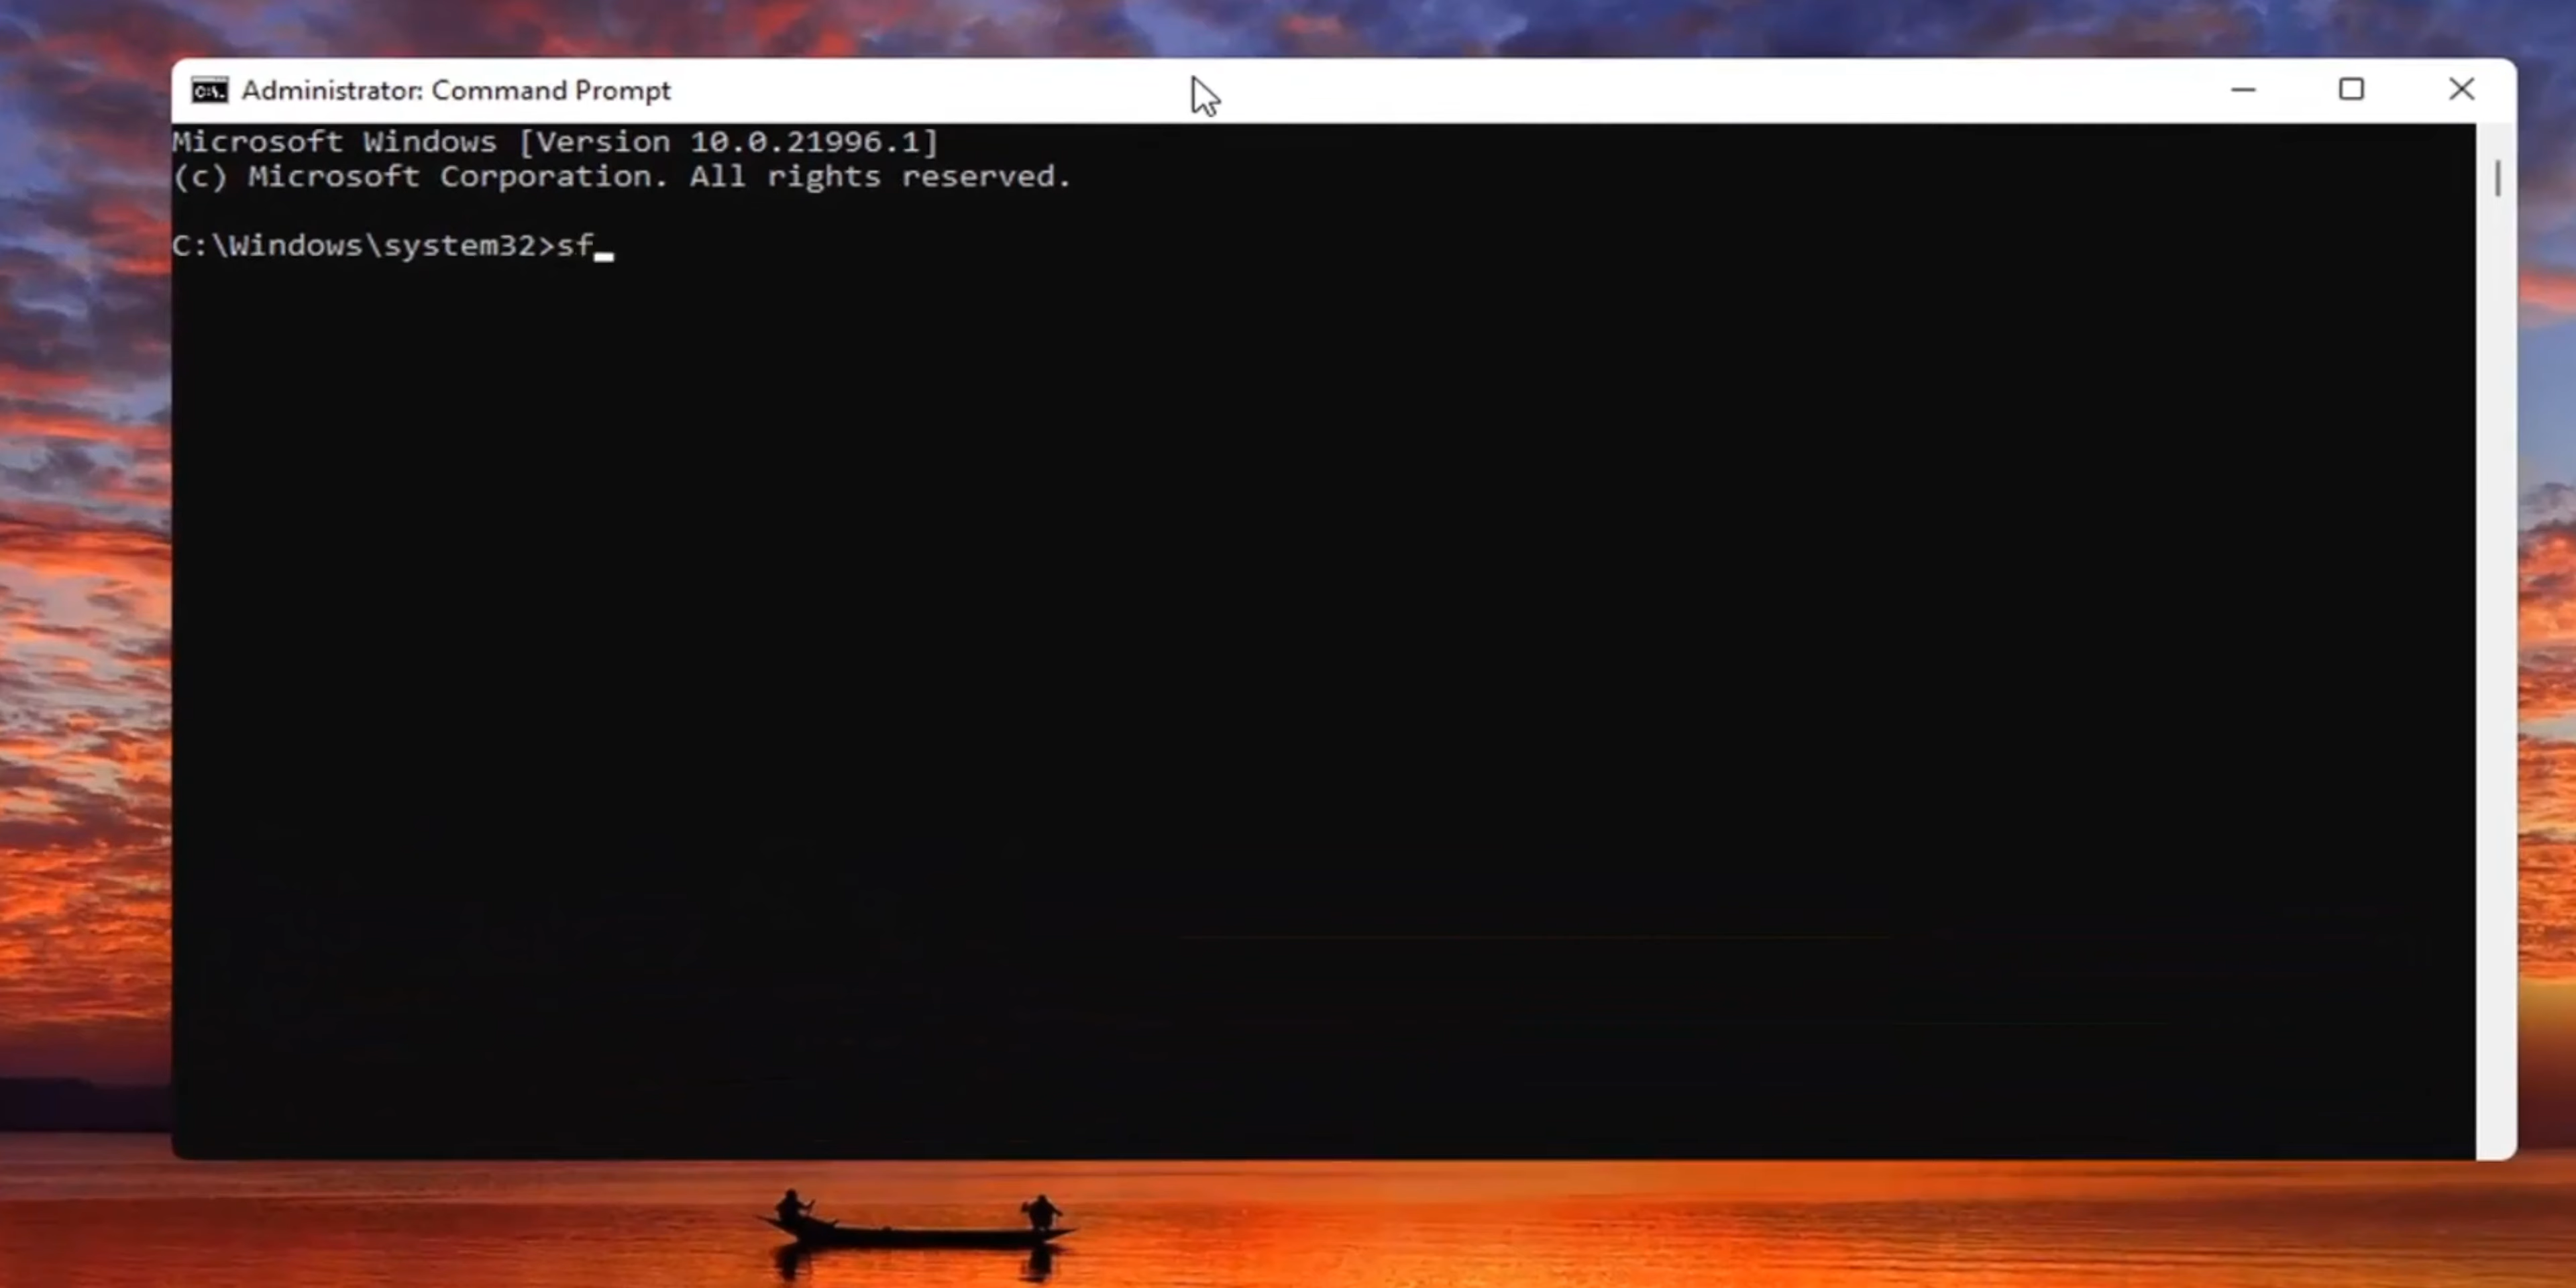 Administrator: Command Prompt
Microsoft Windows [Version 10.0.21996.1]
(c) Microsoft Corporation. All rights reserved.
C:\Windows\system32>sf